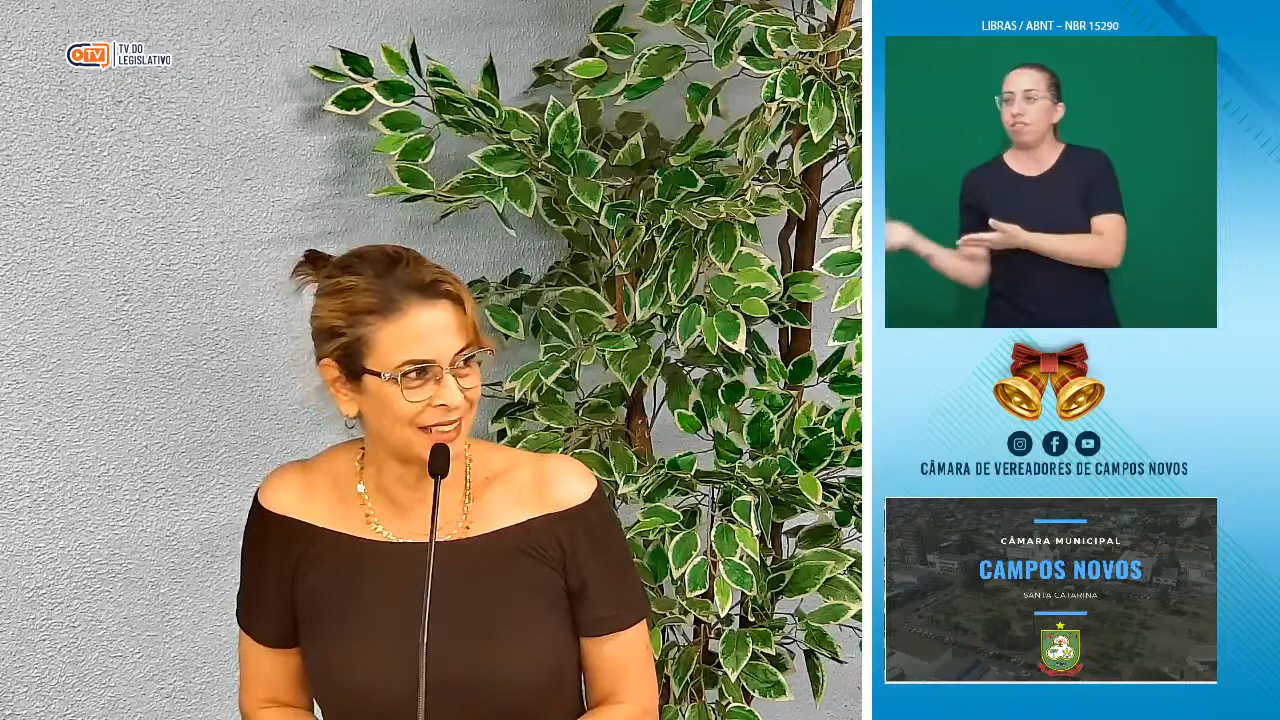 TV
TV DO
LEGISLATIVO
LIBRAS / ABNT – NBR 15290
CÂMARA DE VEREADORES DE CAMPOS NOVOS
CÂMARA MUNICIPAL
CAMPOS NOVOS
SANTA CATARINA